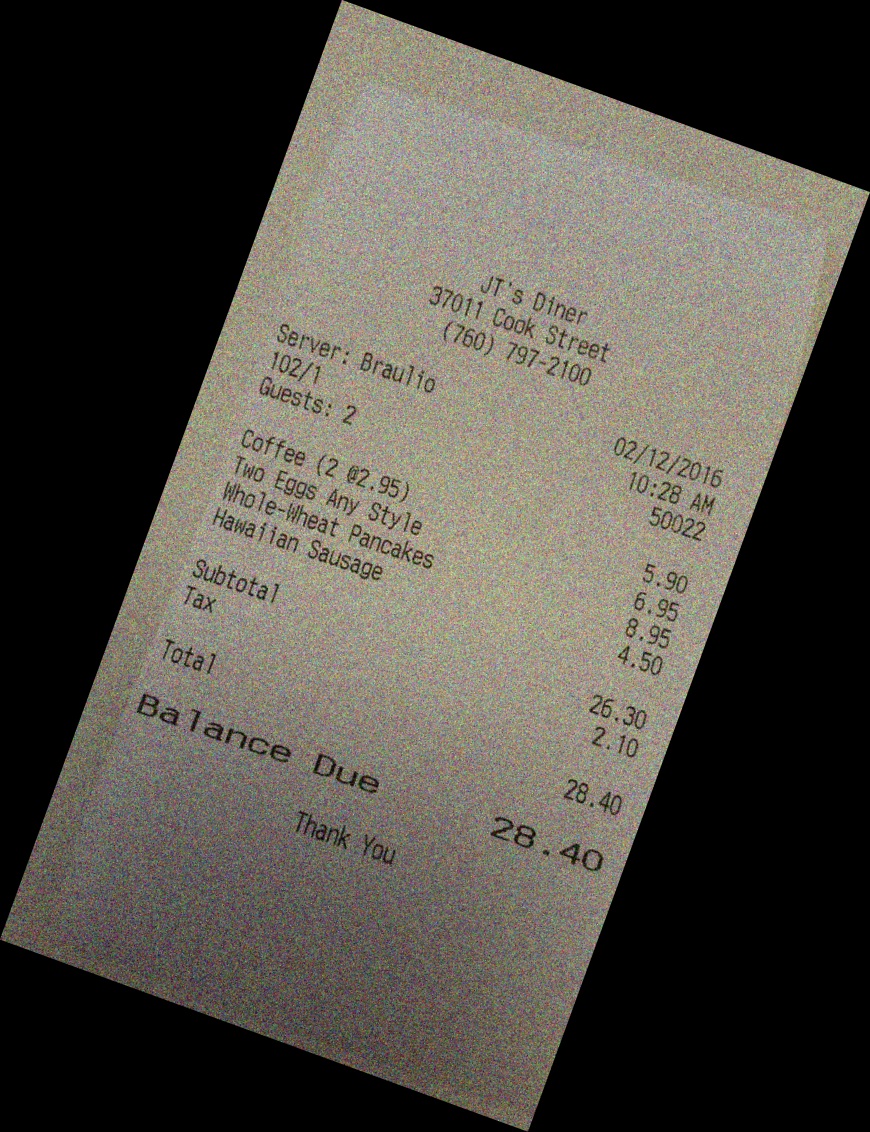 JT's Diner
37011 Cook Street
(760) 797-2100
Server: Braulio 02/12/2016
102/1 10:28 AM
Guests: 2 50022
Coffee (2 @2.95) 5.90
Two Eggs Any Style 6.95
Whole-Wheat Pancakes 8.95
Hawaiian Sausage 4.50
Subtotal 26.30
Tax 2.10
Total 28.40
Balance Due 28.40
Thank You